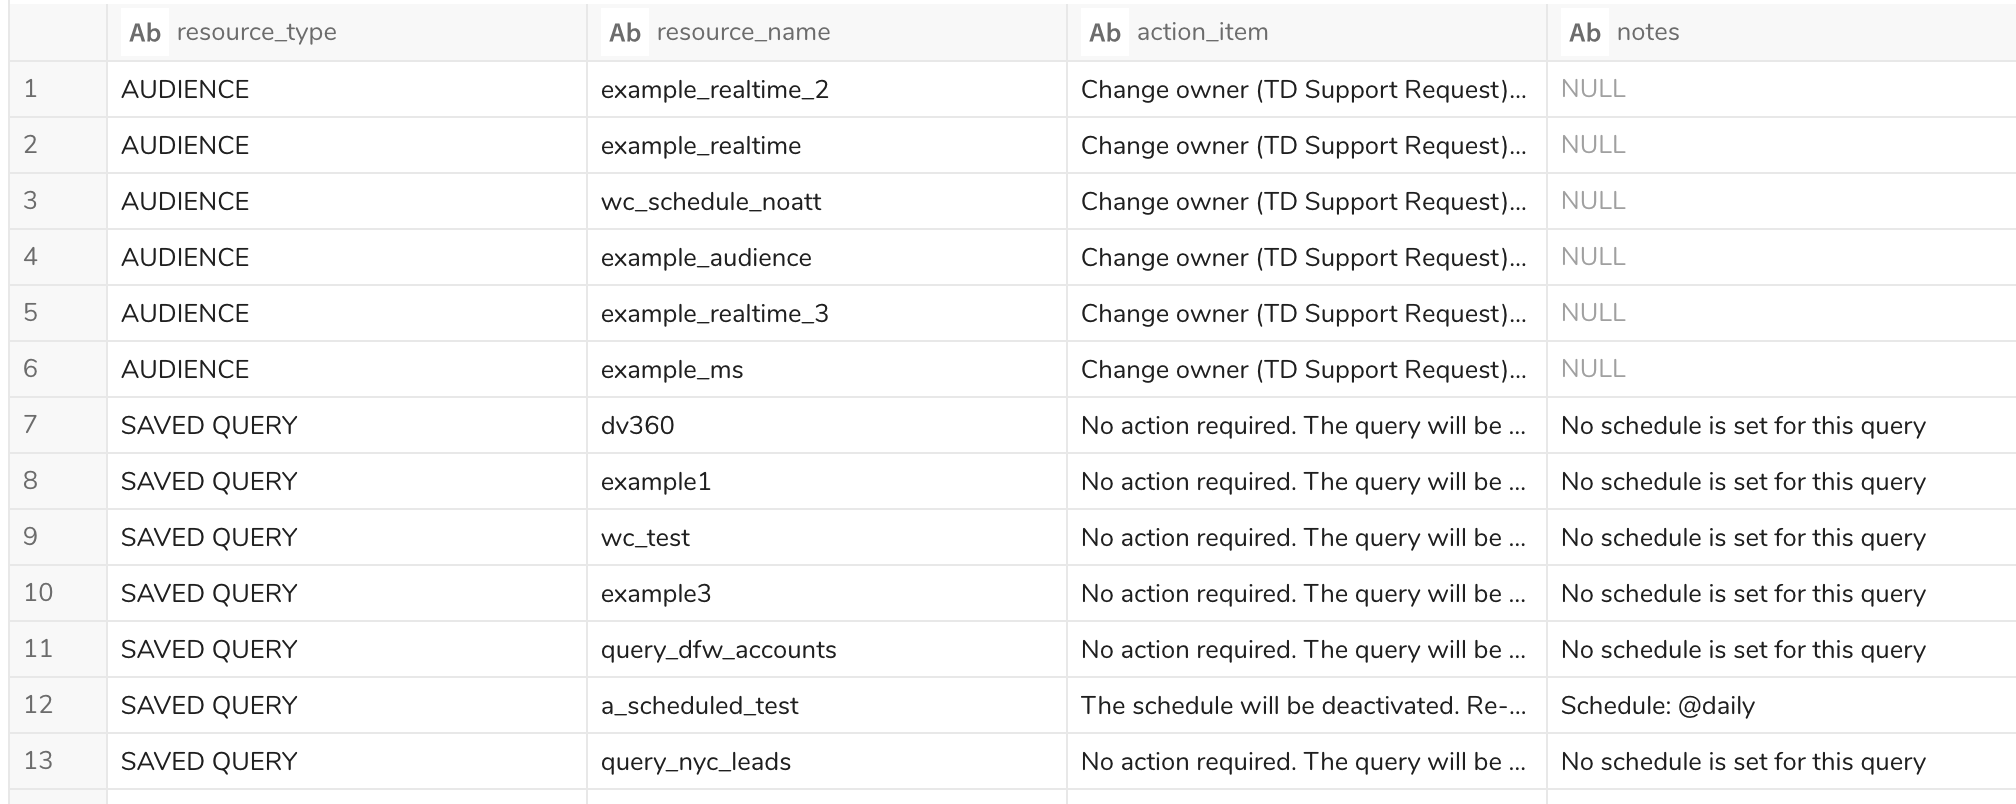 Ab resource_type Ab resource_name Ab action_item Ab notes
1 AUDIENCE example_realtime_2 Change owner (TD Support Request)... NULL
2 AUDIENCE example_realtime Change owner (TD Support Request)... NULL
3 AUDIENCE wc_schedule_noatt Change owner (TD Support Request)... NULL
4 AUDIENCE example_audience Change owner (TD Support Request)... NULL
5 AUDIENCE example_realtime_3 Change owner (TD Support Request)... NULL
6 AUDIENCE example_ms Change owner (TD Support Request)... NULL
7 SAVED QUERY dv360 No action required. The query will be ... No schedule is set for this query
8 SAVED QUERY example1 No action required. The query will be ... No schedule is set for this query
9 SAVED QUERY wc_test No action required. The query will be ... No schedule is set for this query
10 SAVED QUERY example3 No action required. The query will be ... No schedule is set for this query
11 SAVED QUERY query_dfw_accounts No action required. The query will be ... No schedule is set for this query
12 SAVED QUERY a_scheduled_test The schedule will be deactivated. Re-... Schedule: @daily
13 SAVED QUERY query_nyc_leads No action required. The query will be ... No schedule is set for this query